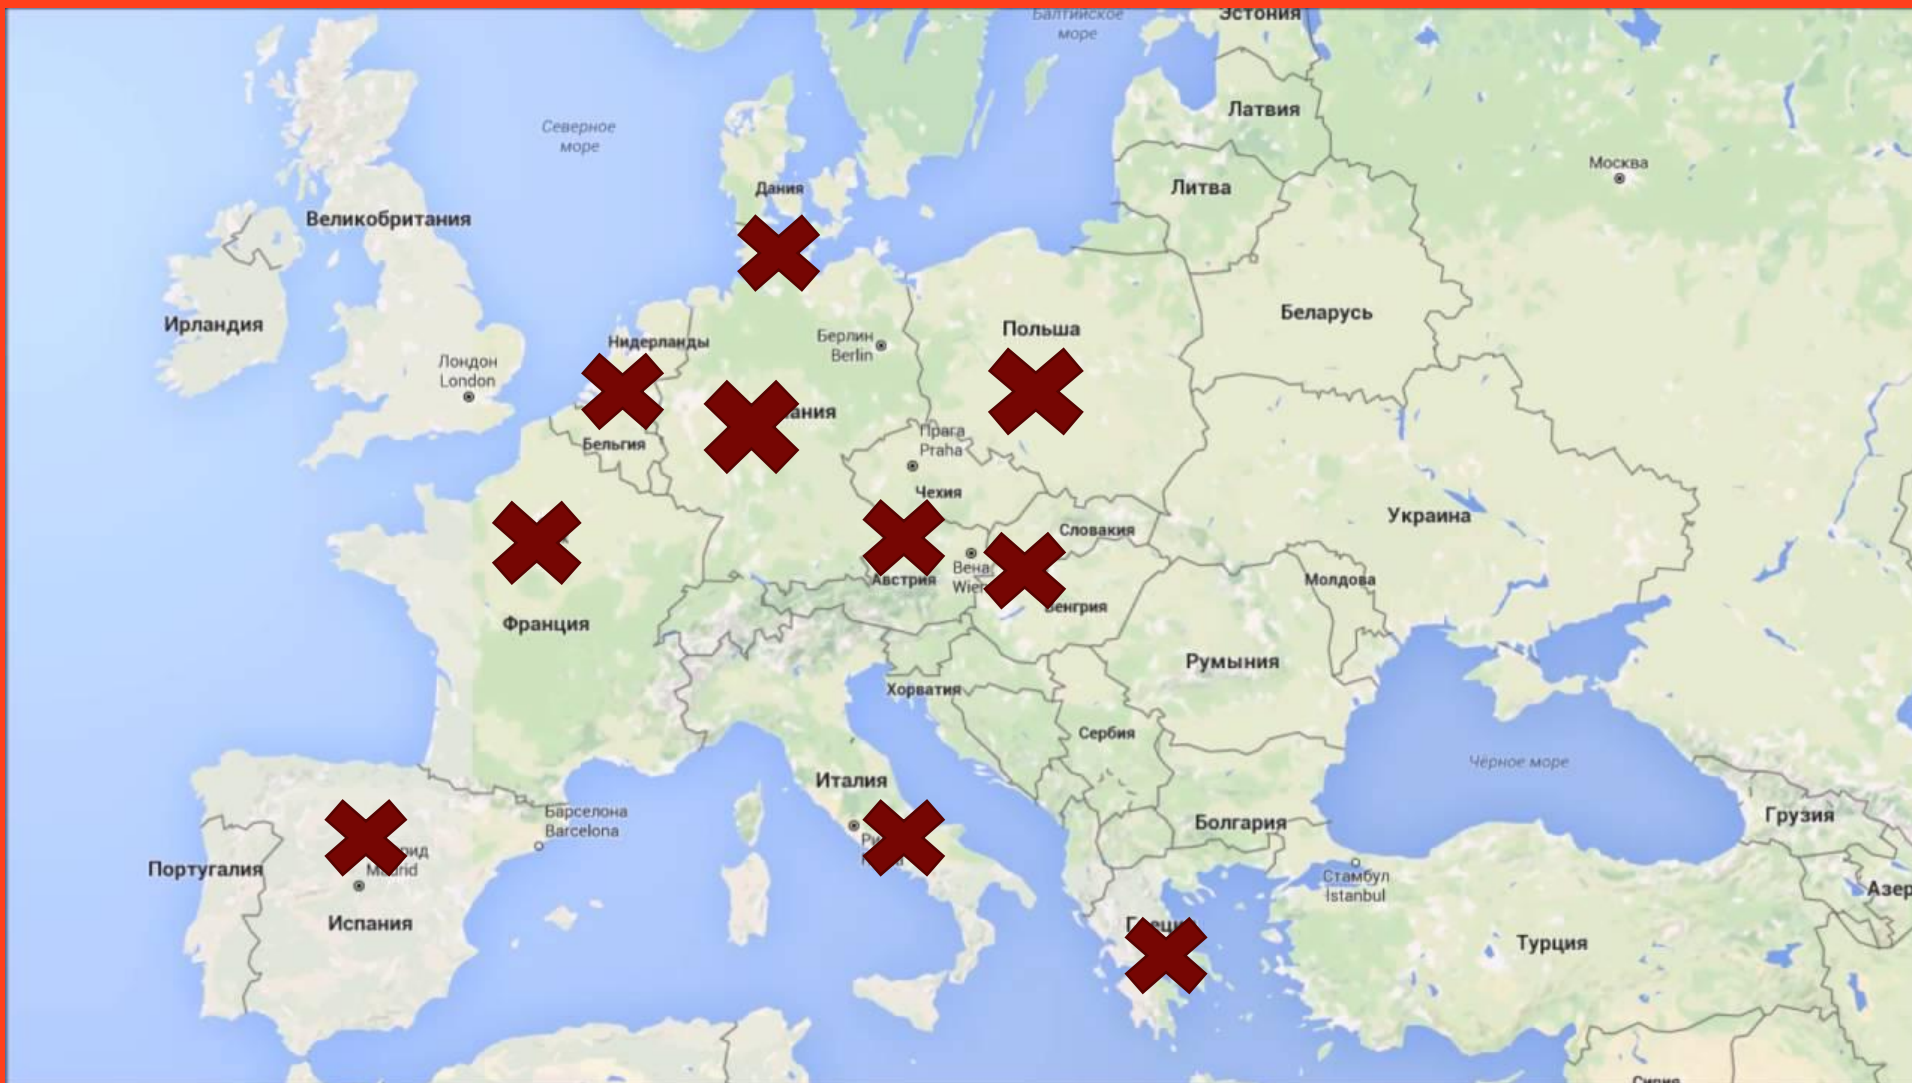 Балтийское
море
Эстония
Латвия
Северное
море
Москва
Литва
Дания
Великобритания
Беларусь
Ирландия
Польша
Нидерланды
Берлин
Berlin
Лондон
London
Прага
Praha
Бельгия
Чехия
Украина
Словакия
Вена
Австрия
Молдова
Франция
Румыния
Хорватия
Сербия
Чёрное море
Италия
Барселона
Barcelona
Болгария
Грузия
Португалия
Madrid
Стамбул
Istanbul
Испания
Турция